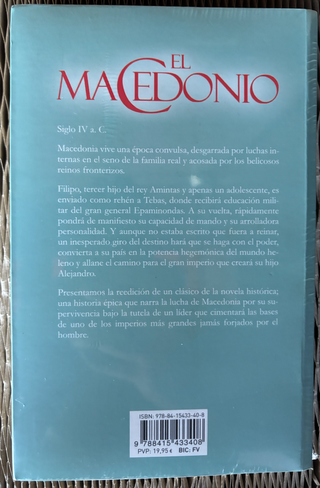 EL
MACEDONIO
Siglo IV a. C.
Macedonia vive una época convulsa, desgarrada por luchas in-
ternas en el seno de la familia real y acosada por los belicosos
reinos fronterizos.
Filipo, tercer hijo del rey Amintas y apenas un adolescente, es
enviado como rehén a Tebas, donde recibirá educación mili-
tar del gran general Epaminondas. A su vuelta, rápidamente
pondrá de manifiesto su capacidad de mando y su arrolladora
personalidad. Y aunque no estaba escrito que fuera a reinar,
un inesperado giro del destino hará que se haga con el poder,
convierta a su país en la potencia hegemónica del mundo he-
leno y allane el camino para el gran imperio que creará su hijo
Alejandro.
Presentamos la reedición de un clásico de la novela histórica;
una historia épica que narra la lucha de Macedonia por su su-
pervivencia bajo la tutela de un líder que cimentará las bases
de uno de los imperios más grandes jamás forjados por el
hombre.
ISBN: 978-84-15433-40-8
9 788415 433408
PVP: 19,95 € BIC: FV